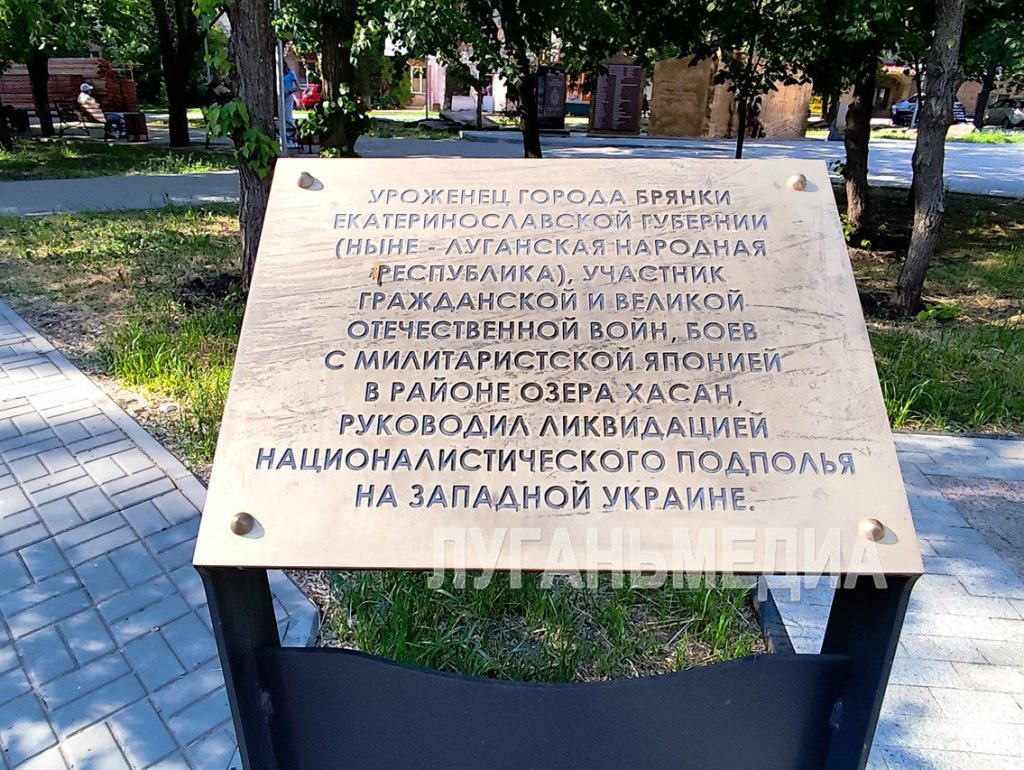 УРОЖЕНЕЦ ГОРОДА БРЯНКИ
ЕКАТЕРИНОСЛАВСКОЙ ГУБЕРНИИ
(НЫНЕ - ЛУГАНСКАЯ НАРОДНАЯ
РЕСПУБЛИКА), УЧАСТНИК
ГРАЖДАНСКОЙ И ВЕЛИКОЙ
ОТЕЧЕСТВЕННОЙ ВОЙН, БОЕВ
С МИЛИТАРИСТСКОЙ ЯПОНИЕЙ
В РАЙОНЕ ОЗЕРА ХАСАН,
РУКОВОДИЛ ЛИКВИДАЦИЕЙ
НАЦИОНАЛИСТИЧЕСКОГО ПОДПОЛЬЯ
НА ЗАПАДНОЙ УКРАИНЕ.
ЛУГАНЬМЕДИА